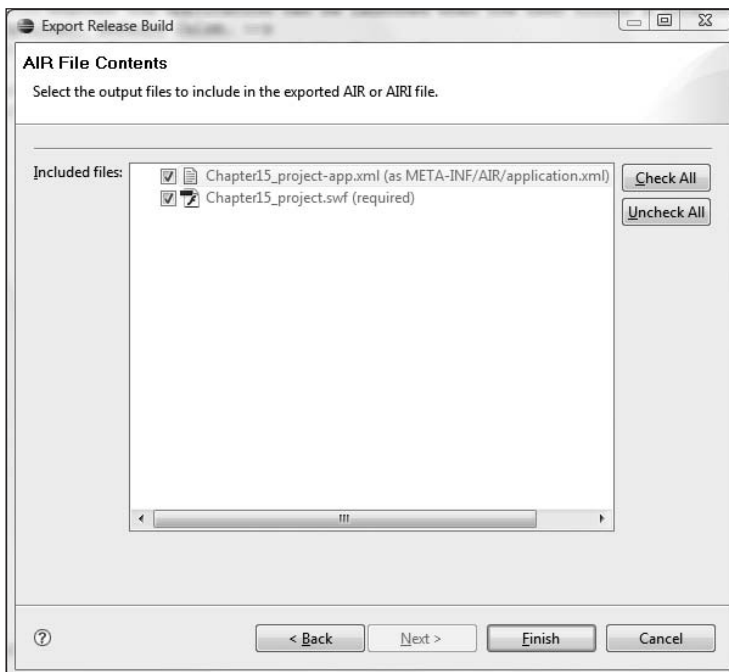 Export Release Build
AIR File Contents
Select the output files to include in the exported AIR or AIRI file.
Included files:
Chapter15_project-app.xml (as META-INF/AIR/application.xml)
Chapter15_project.swf (required)
Check All
Uncheck All
< Back
Next >
Finish
Cancel